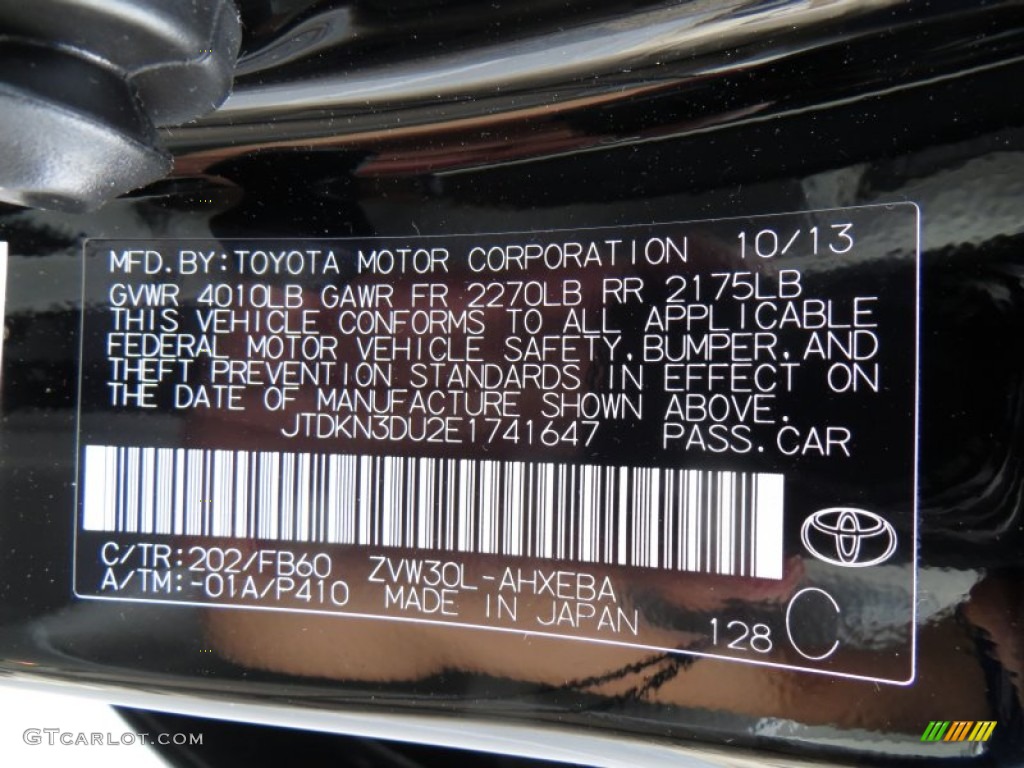 MFD.BY:TOYOTA MOTOR CORPORATION 10/13
GVWR 4010LB GAWR FR 2270LB RR 2175LB
THIS VEHICLE CONFORMS TO ALL APPLICABLE
FEDERAL MOTOR VEHICLE SAFETY,BUMPER,AND
THEFT PREVENTION STANDARDS IN EFFECT ON
THE DATE OF MANUFACTURE SHOWN ABOVE.
JTDKN3DU2E1741647 PASS.CAR
C/TR:202/FB60 ZVW30L-AHXEBA
A/TM:-01A/P410 MADE IN JAPAN
128 C
GTCARLOT.COM